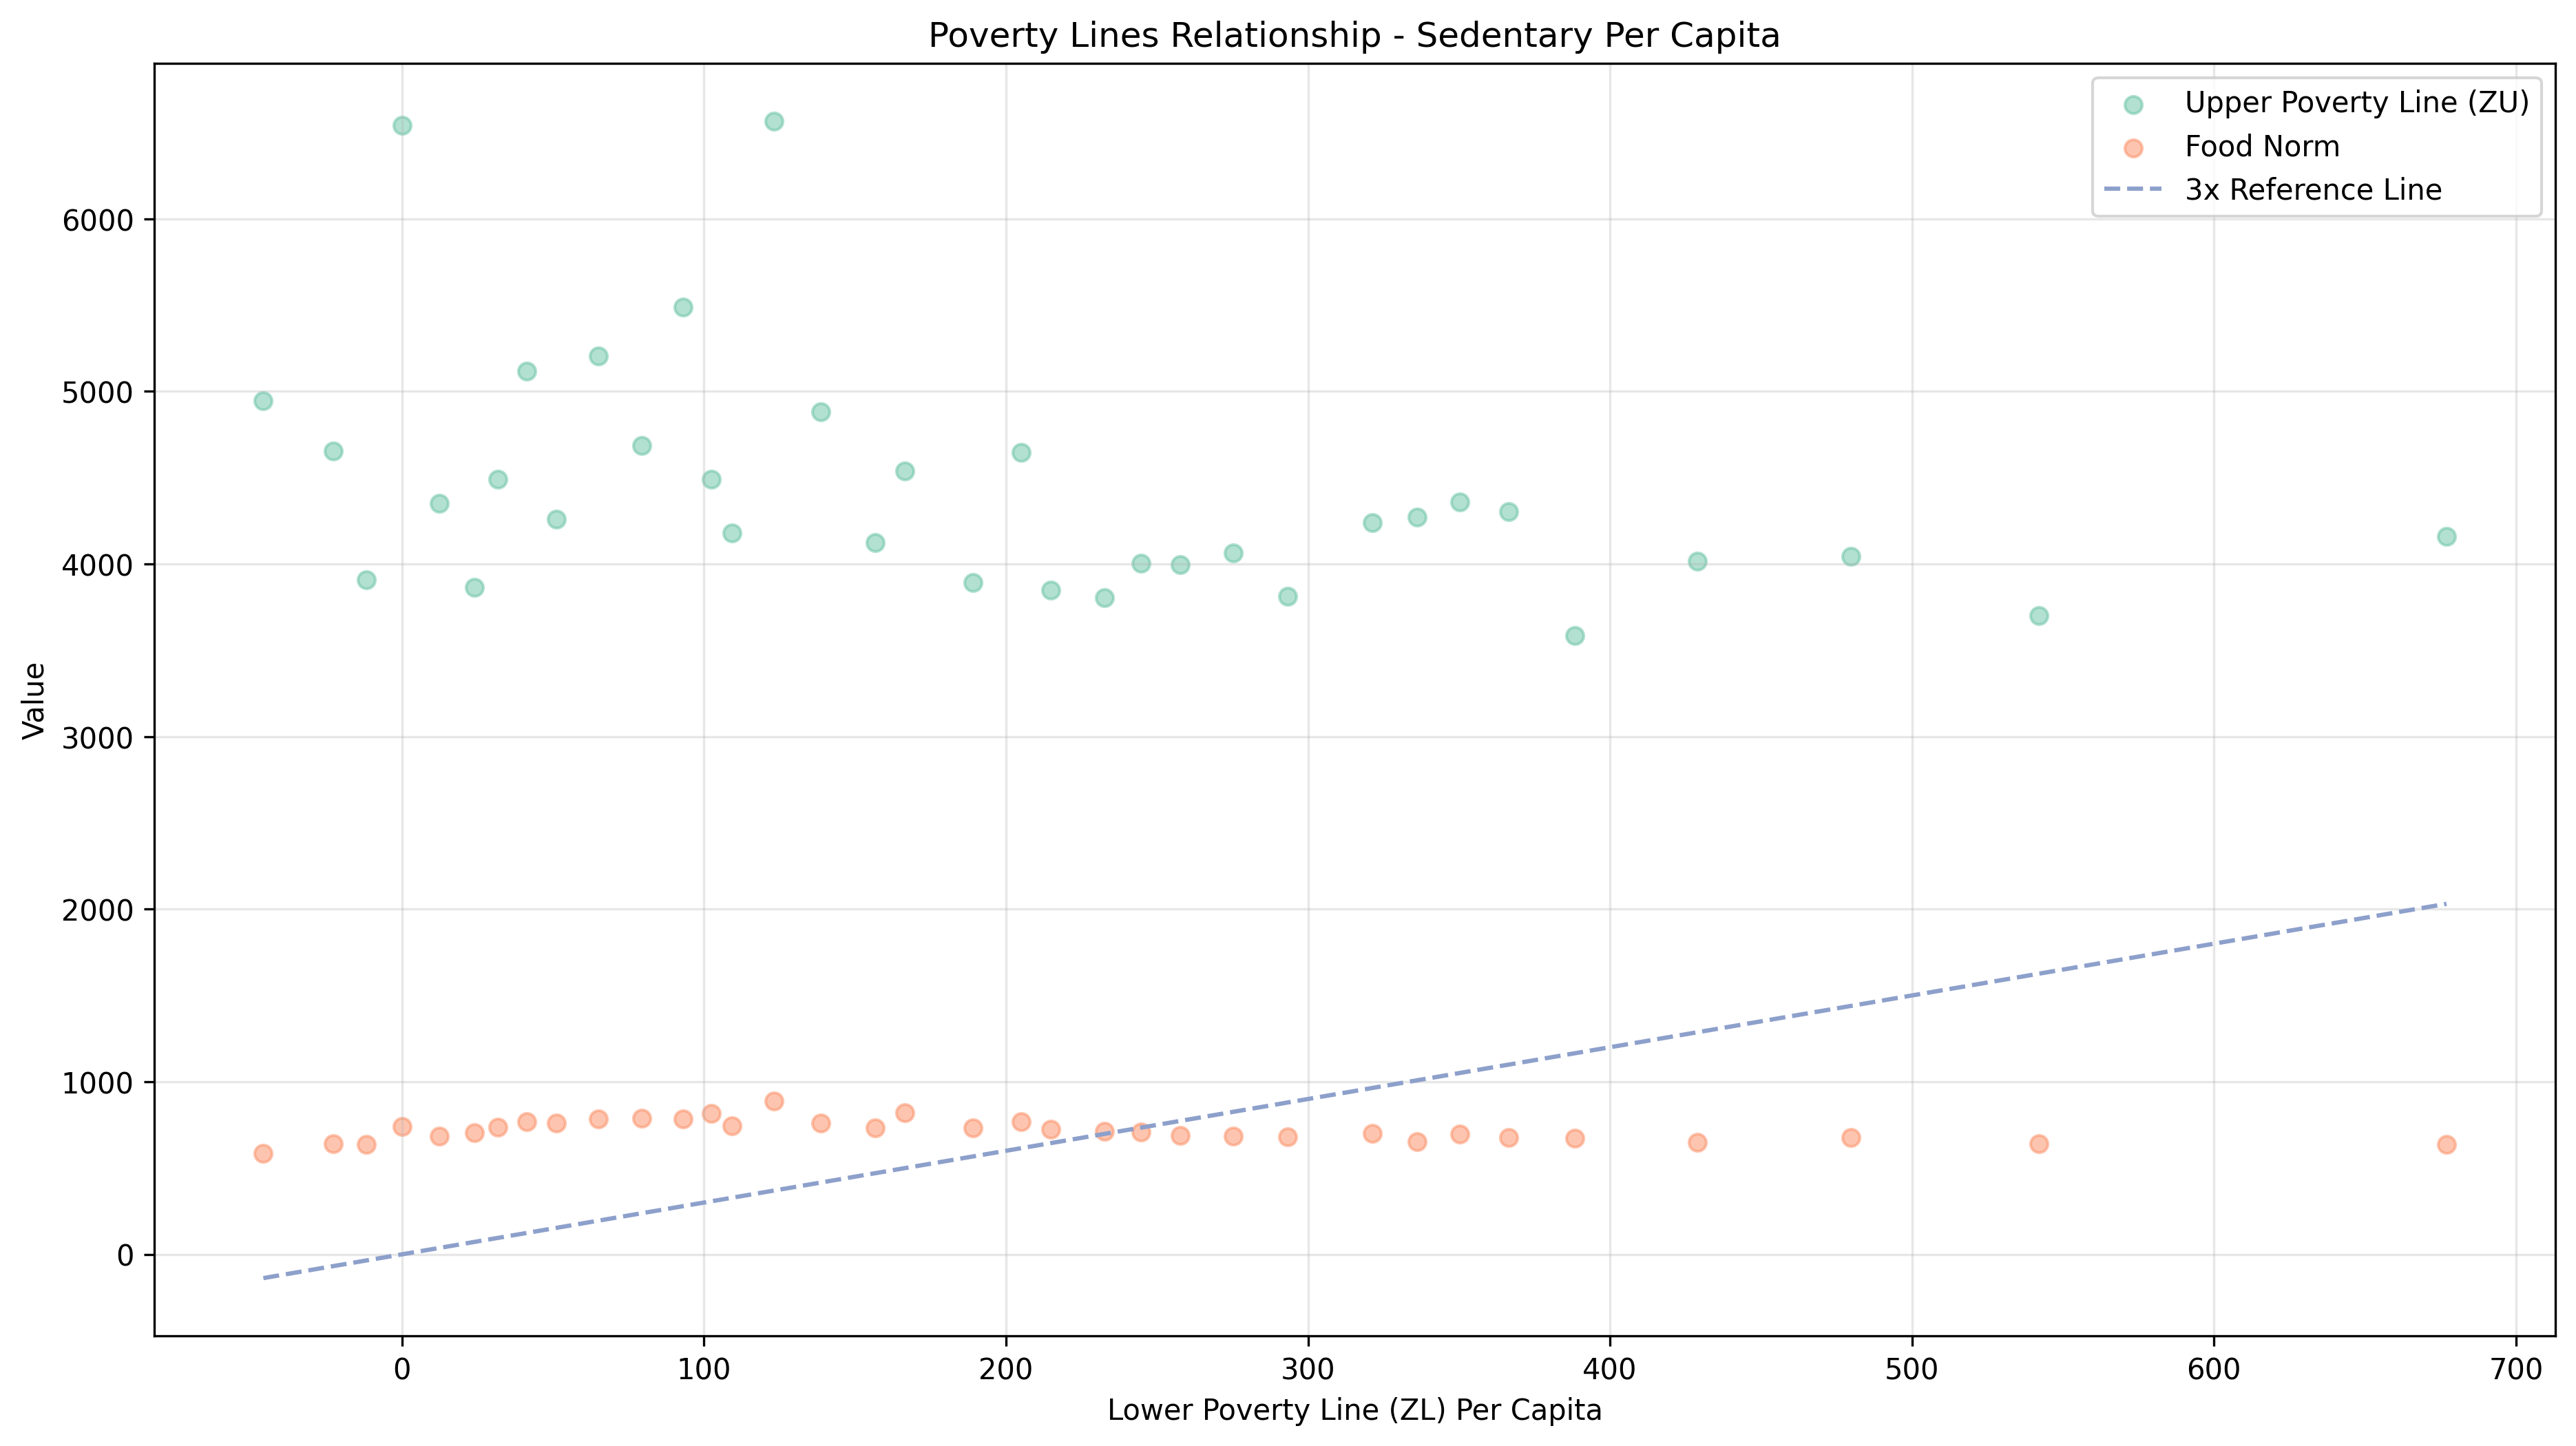 Poverty Lines Relationship - Sedentary Per Capita
Upper Poverty Line (ZU)
Food Norm
3x Reference Line
Value
6000
5000
4000
3000
2000
1000
0
0 100 200 300 400 500 600 700
Lower Poverty Line (ZL) Per Capita